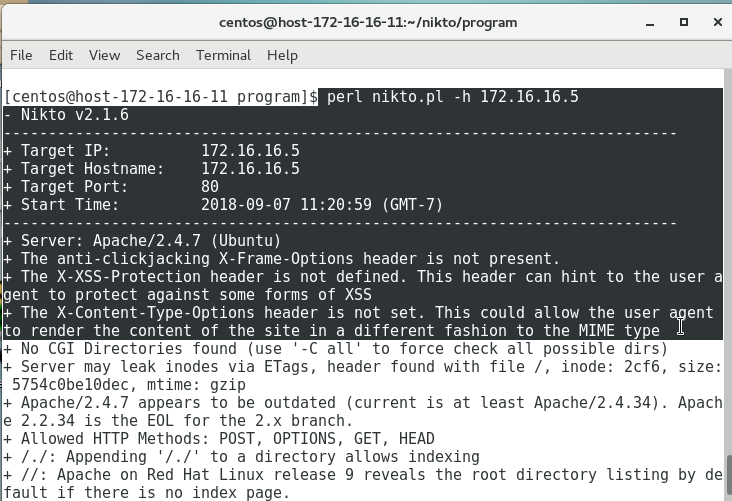 centos@host-172-16-16-11:~/nikto/program
File Edit View Search Terminal Help
[centos@host-172-16-16-11 program]$ perl nikto.pl -h 172.16.16.5
- Nikto v2.1.6
---------------------------------------------------------------------------
+ Target IP:          172.16.16.5
+ Target Hostname:    172.16.16.5
+ Target Port:        80
+ Start Time:         2018-09-07 11:20:59 (GMT-7)
---------------------------------------------------------------------------
+ Server: Apache/2.4.7 (Ubuntu)
+ The anti-clickjacking X-Frame-Options header is not present.
+ The X-XSS-Protection header is not defined. This header can hint to the user a
gent to protect against some forms of XSS
+ The X-Content-Type-Options header is not set. This could allow the user agent
to render the content of the site in a different fashion to the MIME type
+ No CGI Directories found (use '-C all' to force check all possible dirs)
+ Server may leak inodes via ETags, header found with file /, inode: 2cf6, size:
 5754c0be10dec, mtime: gzip
+ Apache/2.4.7 appears to be outdated (current is at least Apache/2.4.34). Apach
e 2.2.34 is the EOL for the 2.x branch.
+ Allowed HTTP Methods: POST, OPTIONS, GET, HEAD
+ /./: Appending '/./' to a directory allows indexing
+ //: Apache on Red Hat Linux release 9 reveals the root directory listing by de
fault if there is no index page.